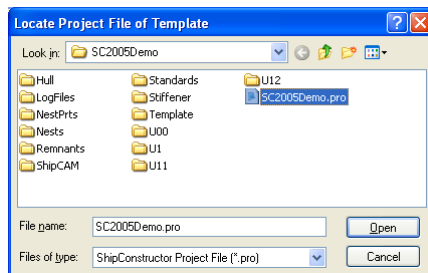 Locate Project File of Template
Look in: SC2005Demo
Hull Standards U12
LogFiles Stiffener SC2005Demo.pro
NestPrts Template
Nests U00
Remnants U1
ShipCAM U11
File name: SC2005Demo.pro Open
Files of type: ShipConstructor Project File (*.pro) Cancel